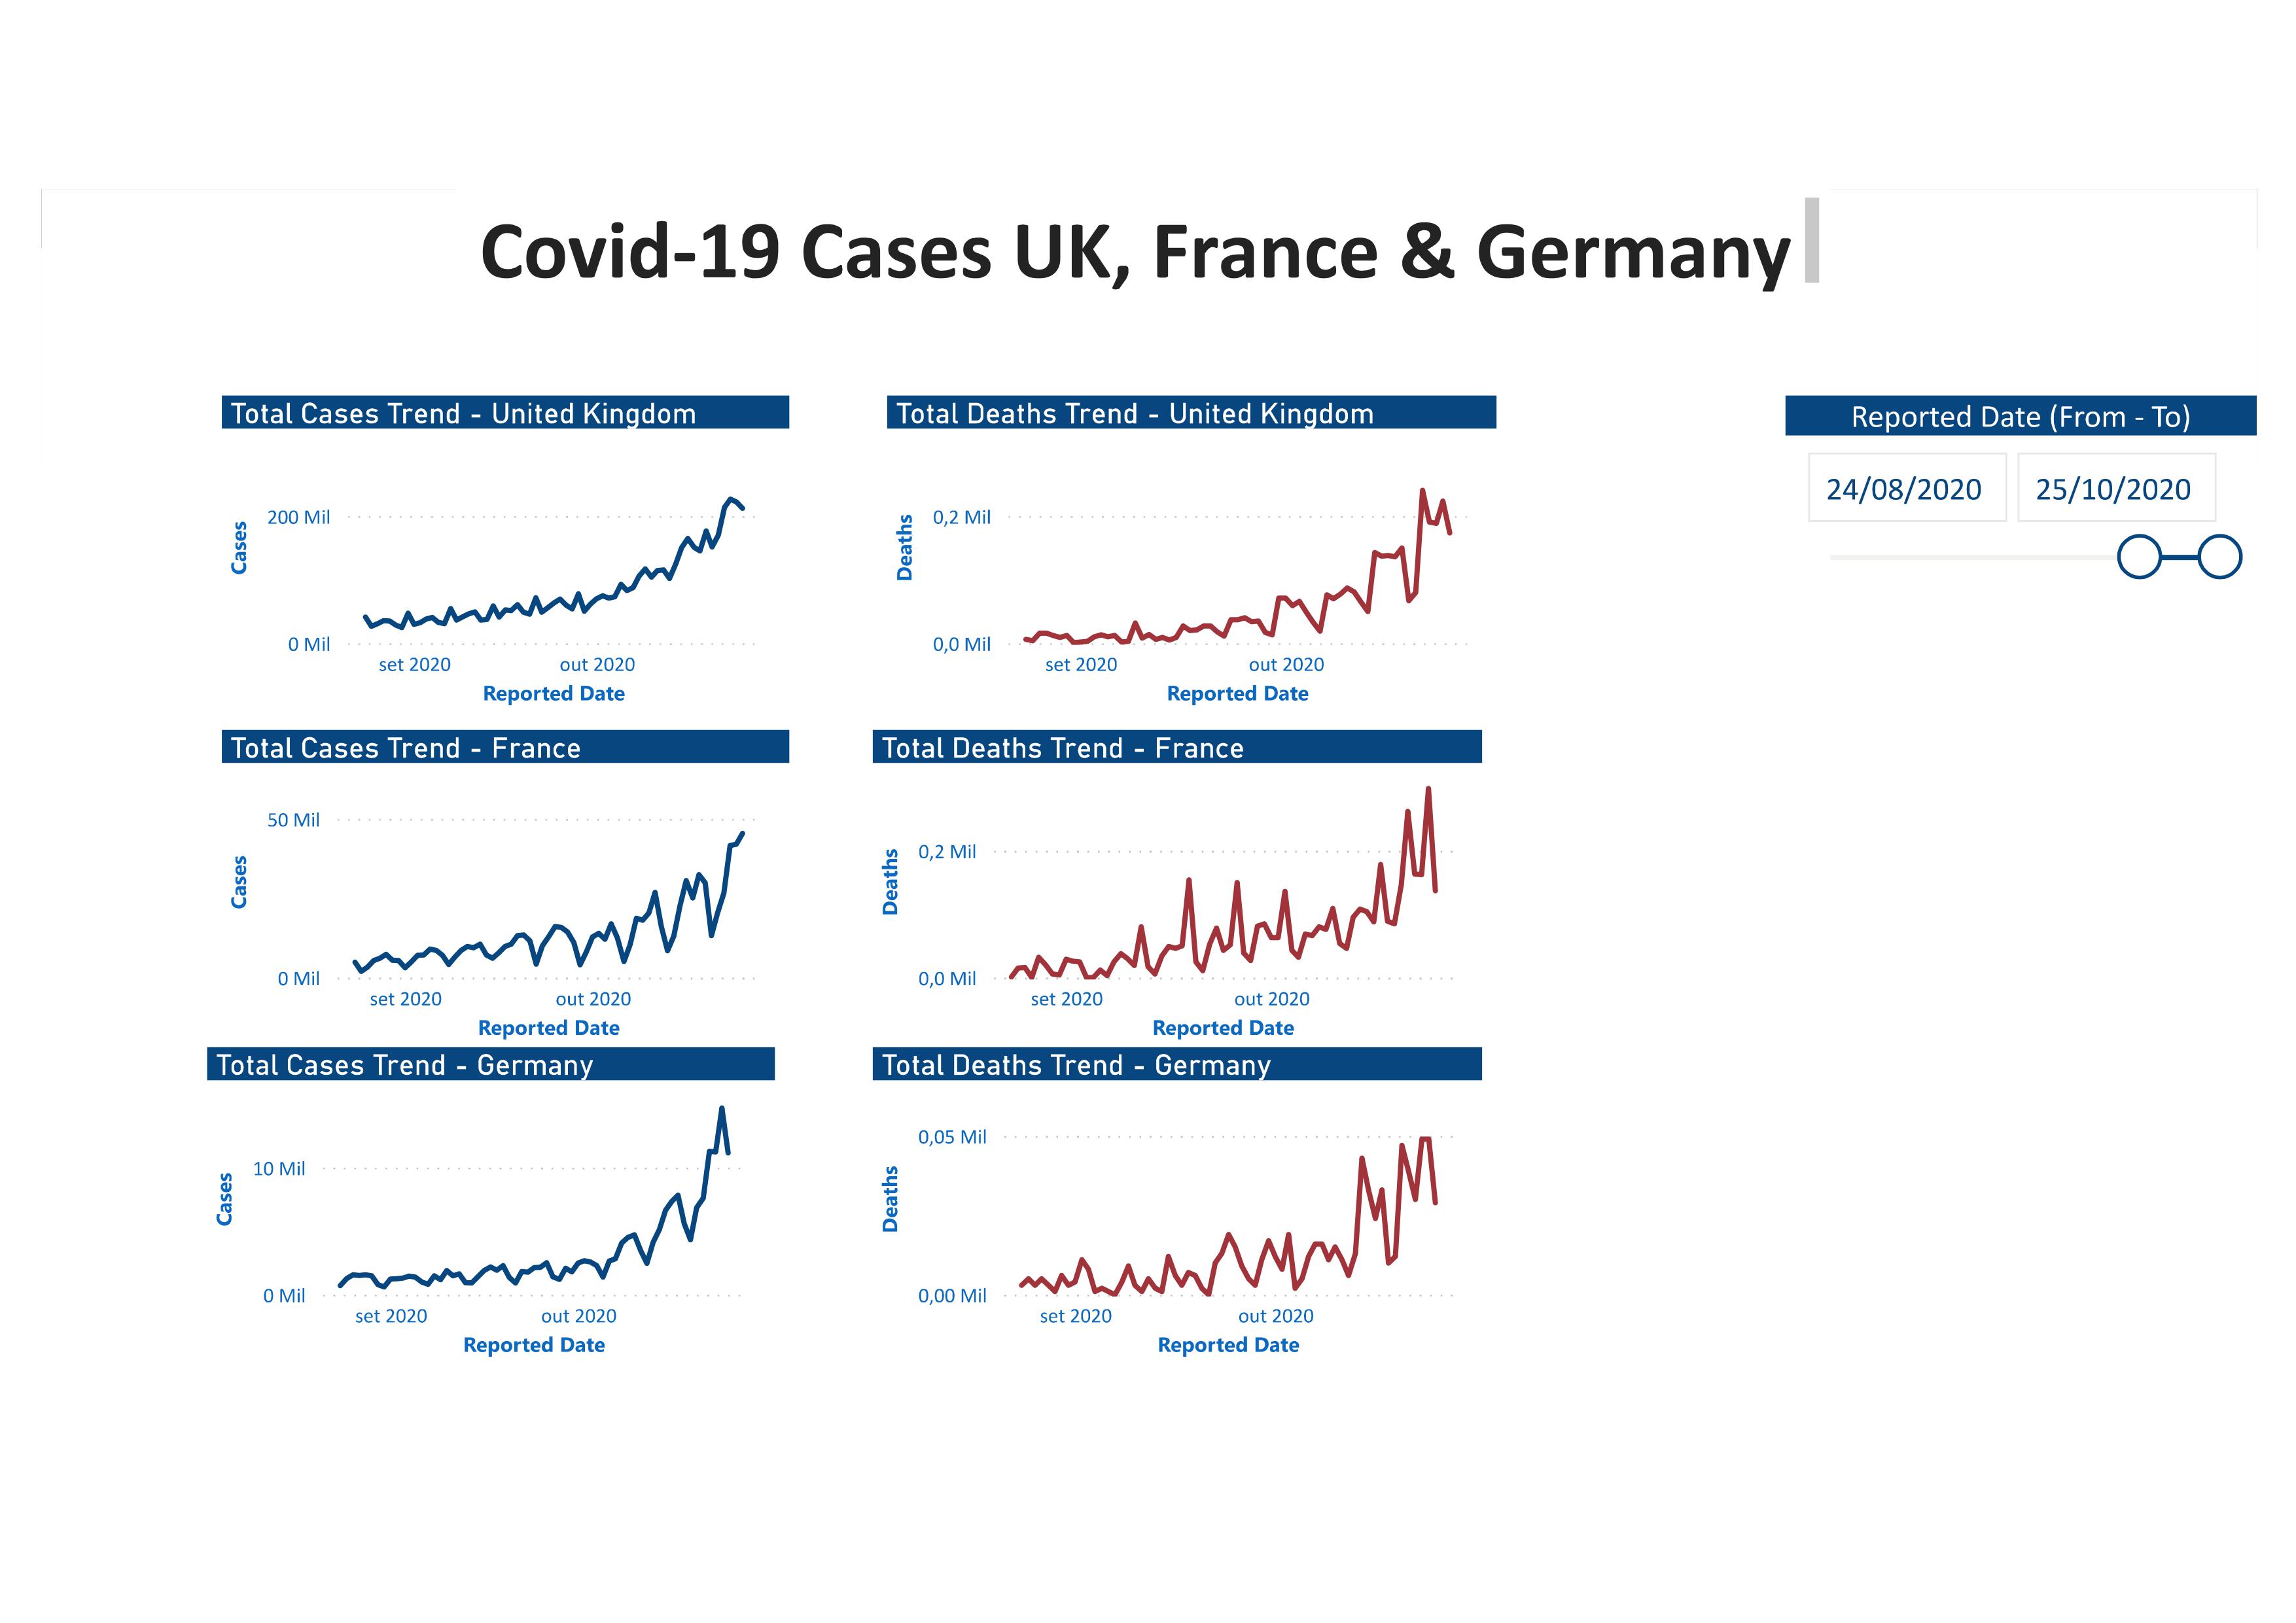 Covid-19 Cases UK, France & Germany
Total Cases Trend - United Kingdom
Cases
200 Mil
0 Mil
set 2020
out 2020
Reported Date
Total Deaths Trend - United Kingdom
Deaths
0,2 Mil
0,0 Mil
set 2020
out 2020
Reported Date
Reported Date (From - To)
24/08/2020
25/10/2020
Total Cases Trend - France
Cases
50 Mil
0 Mil
set 2020
out 2020
Reported Date
Total Deaths Trend - France
Deaths
0,2 Mil
0,0 Mil
set 2020
out 2020
Reported Date
Total Cases Trend - Germany
Cases
10 Mil
0 Mil
set 2020
out 2020
Reported Date
Total Deaths Trend - Germany
Deaths
0,05 Mil
0,00 Mil
set 2020
out 2020
Reported Date